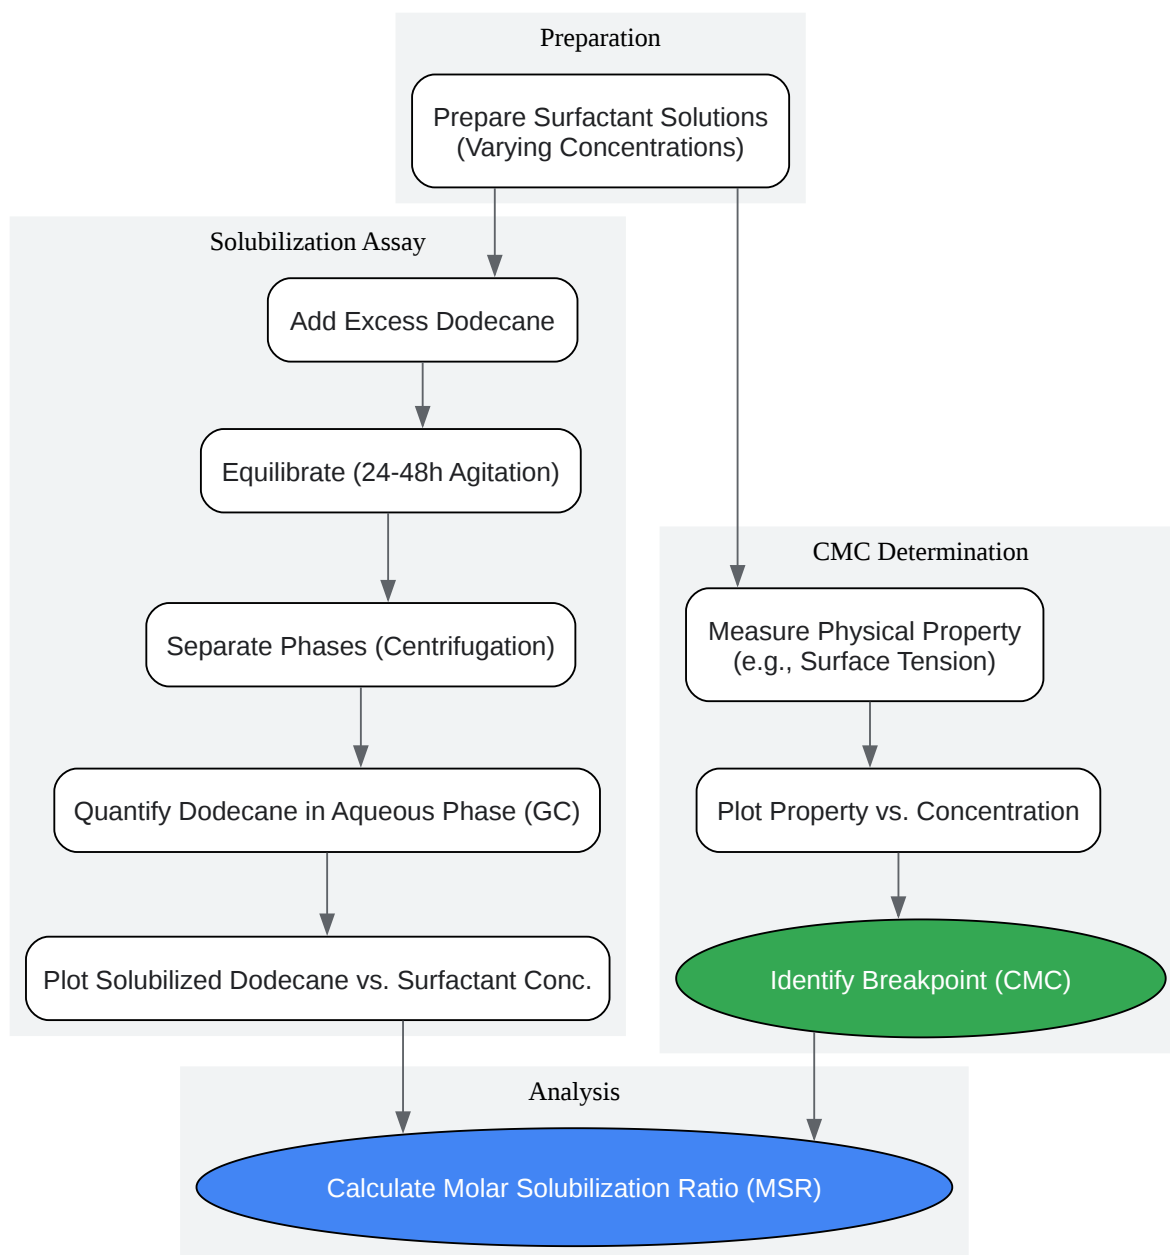 Preparation
Prepare Surfactant Solutions
(Varying Concentrations)
Solubilization Assay
Add Excess Dodecane
Equilibrate (24-48h Agitation)
Separate Phases (Centrifugation)
Quantify Dodecane in Aqueous Phase (GC)
Plot Solubilized Dodecane vs. Surfactant Conc.
CMC Determination
Measure Physical Property
(e.g., Surface Tension)
Plot Property vs. Concentration
Identify Breakpoint (CMC)
Analysis
Calculate Molar Solubilization Ratio (MSR)